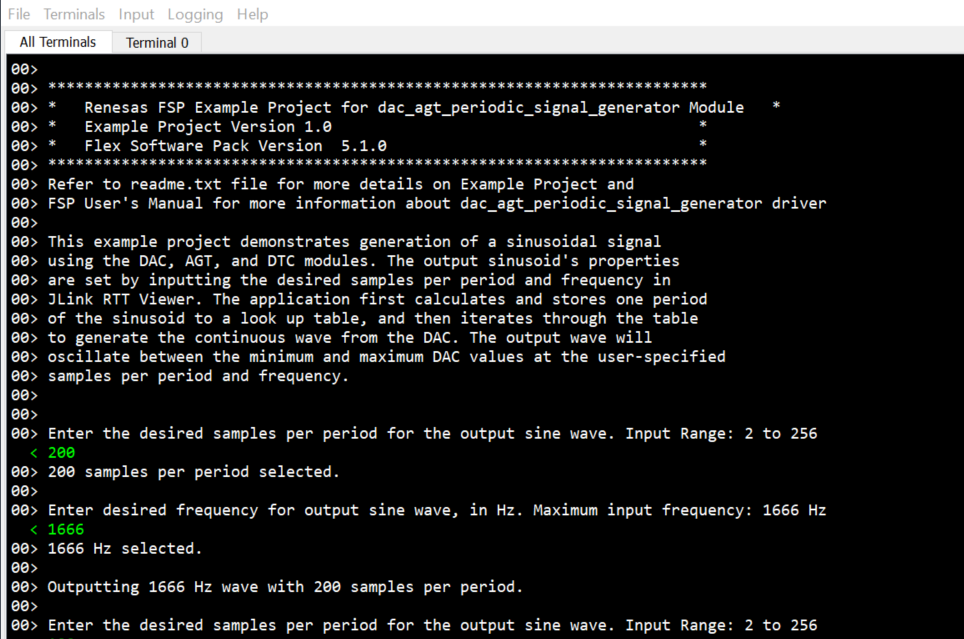 File Terminals Input Logging Help
All Terminals Terminal 0
00>
00> ************************************************************************
00> *   Renesas FSP Example Project for dac_agt_periodic_signal_generator Module   *
00> *   Example Project Version 1.0                                        *
00> *   Flex Software Pack Version  5.1.0                                  *
00> ************************************************************************
00> Refer to readme.txt file for more details on Example Project and
00> FSP User's Manual for more information about dac_agt_periodic_signal_generator driver
00>
00> This example project demonstrates generation of a sinusoidal signal
00> using the DAC, AGT, and DTC modules. The output sinusoid's properties
00> are set by inputting the desired samples per period and frequency in
00> JLink RTT Viewer. The application first calculates and stores one period
00> of the sinusoid to a look up table, and then iterates through the table
00> to generate the continuous wave from the DAC. The output wave will
00> oscillate between the minimum and maximum DAC values at the user-specified
00> samples per period and frequency.
00>
00>
00> Enter the desired samples per period for the output sine wave. Input Range: 2 to 256
< 200
00> 200 samples per period selected.
00>
00> Enter desired frequency for output sine wave, in Hz. Maximum input frequency: 1666 Hz
< 1666
00> 1666 Hz selected.
00>
00> Outputting 1666 Hz wave with 200 samples per period.
00>
00> Enter the desired samples per period for the output sine wave. Input Range: 2 to 256